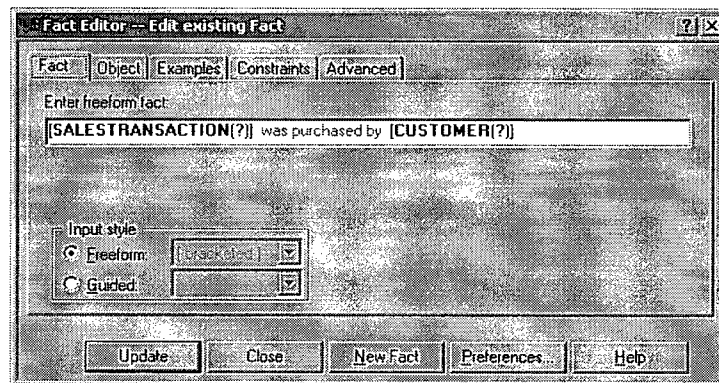 Fact Editor -- Edit existing Fact
Fact Object Examples Constraints Advanced
Enter freeform fact:
[SALESTRANSACTION(?)] was purchased by [CUSTOMER(?)]
Input style
Freeform: [bracketed]
Guided:
Update Close New Fact Preferences... Help